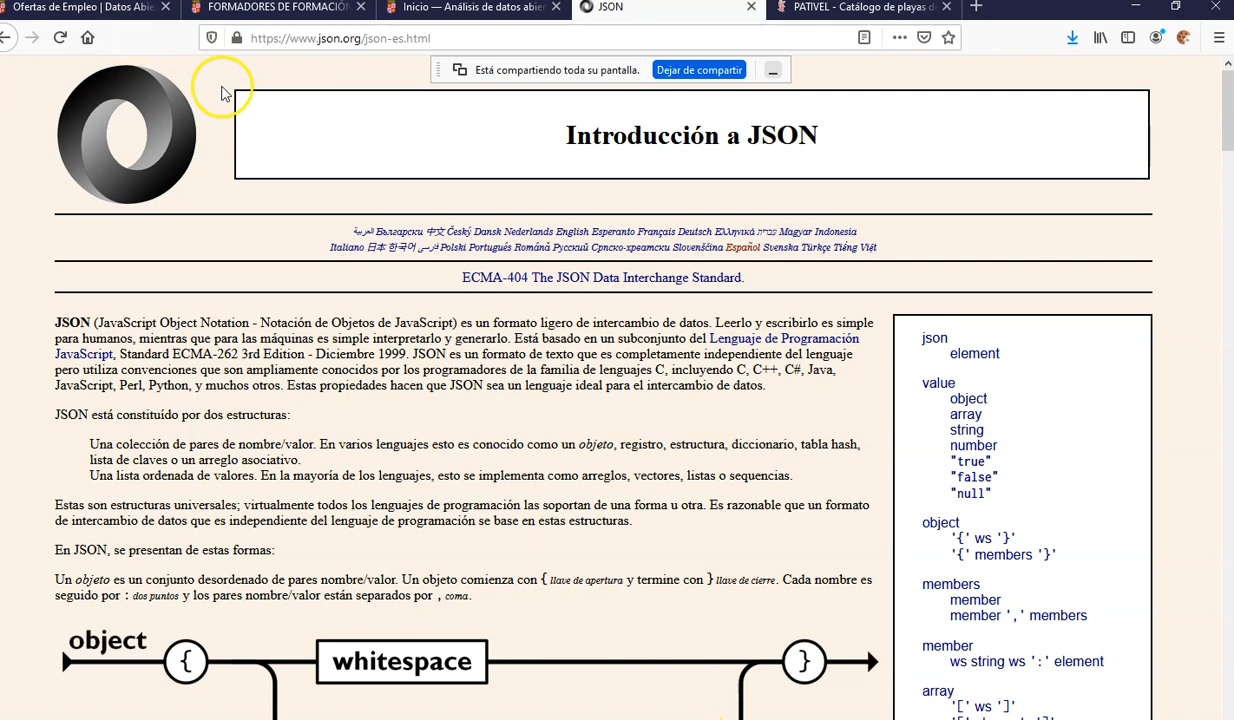 Ofertas de Empleo | Datos Abie
FORMADORES DE FORMACIÓN
Inicio — Análisis de datos abier
JSON
PATIVEL - Catálogo de playas d
https://www.json.org/json-es.html
Está compartiendo toda su pantalla.
Dejar de compartir
Introducción a JSON
العربية Български 中文 Český Dansk Nederlands English Esperanto Français Deutsch Ελληνικά עברית Magyar Indonesia
Italiano 日本 한국어 فارسی Polski Português Română Русский Српско-хрватски Slovenščina Español Svenska Türkçe Tiếng Việt
ECMA-404 The JSON Data Interchange Standard.
JSON (JavaScript Object Notation - Notación de Objetos de JavaScript) es un formato ligero de intercambio de datos. Leerlo y escribirlo es simple
para humanos, mientras que para las máquinas es simple interpretarlo y generarlo. Está basado en un subconjunto del Lenguaje de Programación
JavaScript, Standard ECMA-262 3rd Edition - Diciembre 1999. JSON es un formato de texto que es completamente independiente del lenguaje
pero utiliza convenciones que son ampliamente conocidos por los programadores de la familia de lenguajes C, incluyendo C, C++, C#, Java,
JavaScript, Perl, Python, y muchos otros. Estas propiedades hacen que JSON sea un lenguaje ideal para el intercambio de datos.
JSON está constituído por dos estructuras:
Una colección de pares de nombre/valor. En varios lenguajes esto es conocido como un objeto, registro, estructura, diccionario, tabla hash,
lista de claves o un arreglo asociativo.
Una lista ordenada de valores. En la mayoría de los lenguajes, esto se implementa como arreglos, vectores, listas o sequencias.
Estas son estructuras universales; virtualmente todos los lenguajes de programación las soportan de una forma u otra. Es razonable que un formato
de intercambio de datos que es independiente del lenguaje de programación se base en estas estructuras.
En JSON, se presentan de estas formas:
Un objeto es un conjunto desordenado de pares nombre/valor. Un objeto comienza con { llave de apertura y termine con } llave de cierre. Cada nombre es
seguido por : dos puntos y los pares nombre/valor están separados por , coma.
object
{
whitespace
}
json
element
value
object
array
string
number
"true"
"false"
"null"
object
'{' ws '}'
'{' members '}'
members
member
member ',' members
member
ws string ws ':' element
array
'[' ws ']'